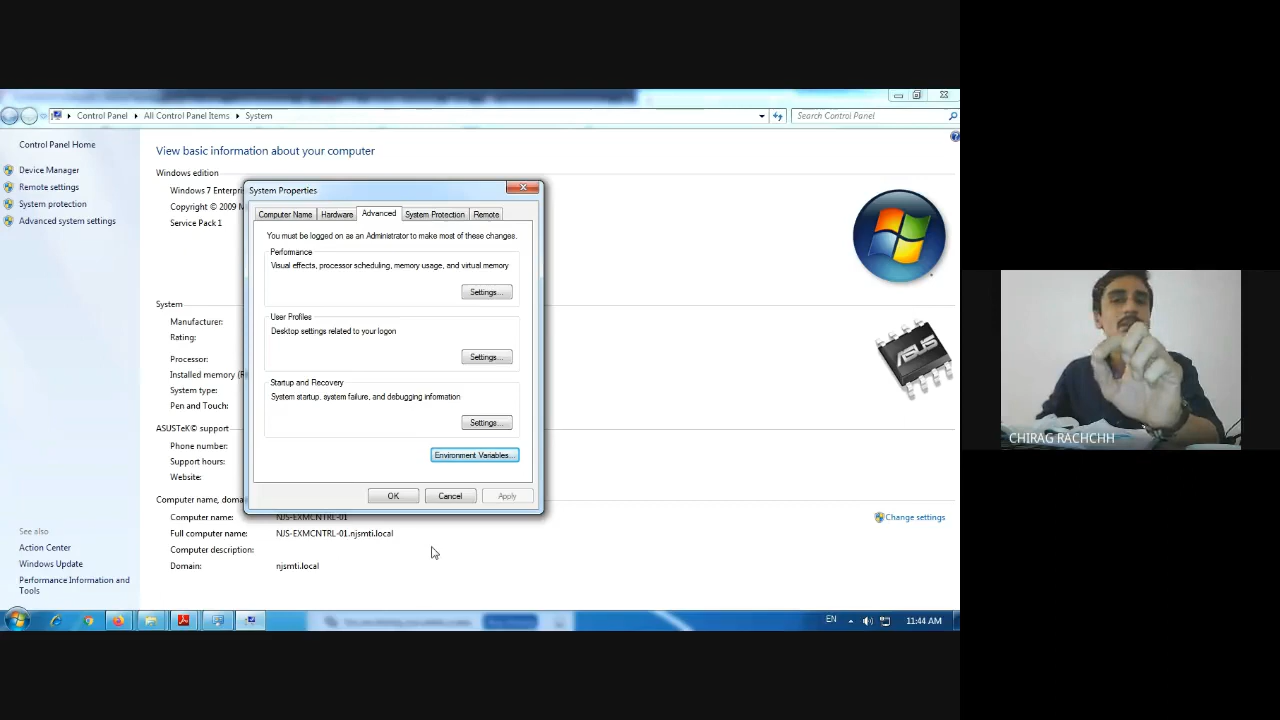 Control Panel
All Control Panel Items
System
Search Control Panel
Control Panel Home
Device Manager
Remote settings
System protection
Advanced system settings
See also
Action Center
Windows Update
Performance Information and
Tools
View basic information about your computer
Windows edition
Windows 7 Enterpri
Copyright © 2009 M
Service Pack 1
System
Manufacturer:
Rating:
Processor:
Installed memory (R
System type:
Pen and Touch:
ASUSTeK© support
Phone number:
Support hours:
Website:
Computer name, doma
Computer name:
NJS-EXMCNTRL-01
Full computer name:
NJS-EXMCNTRL-01.njsmti.local
Computer description:
Domain:
njsmti.local
Change settings
ASUS
System Properties
Computer Name
Hardware
Advanced
System Protection
Remote
You must be logged on as an Administrator to make most of these changes.
Performance
Visual effects, processor scheduling, memory usage, and virtual memory
Settings...
User Profiles
Desktop settings related to your logon
Settings...
Startup and Recovery
System startup, system failure, and debugging information
Settings...
Environment Variables...
OK
Cancel
Apply
EN
11:44 AM
CHIRAG RACHCHH